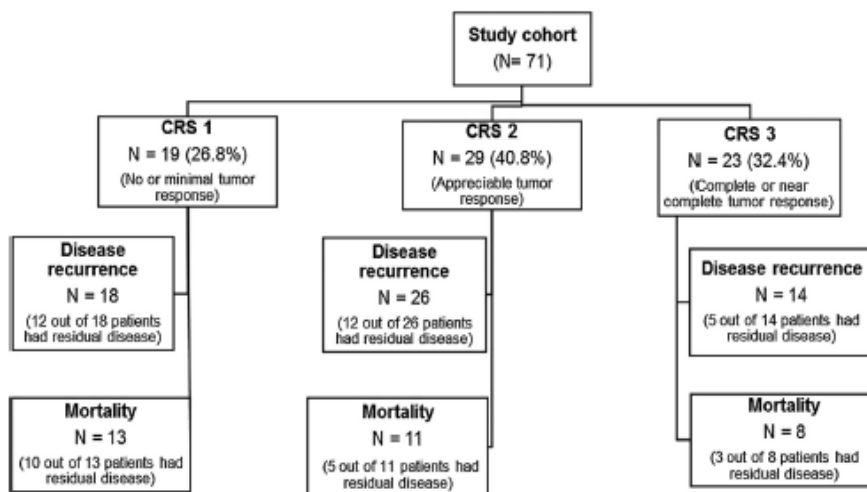 Study cohort
(N= 71)
CRS 1
N = 19 (26.8%)
(No or minimal tumor
response)
CRS 2
N = 29 (40.8%)
(Appreciable tumor
response)
CRS 3
N = 23 (32.4%)
(Complete or near
complete tumor response)
Disease
recurrence
N = 18
(12 out of 18 patients
had residual disease)
Disease
recurrence
N = 26
(12 out of 26 patients
had residual disease)
Disease recurrence
N = 14
(5 out of 14 patients had
residual disease)
Mortality
N = 13
(10 out of 13 patients had
residual disease)
Mortality
N = 11
(5 out of 11 patients had
residual disease)
Mortality
N = 8
(3 out of 8 patients had
residual disease)